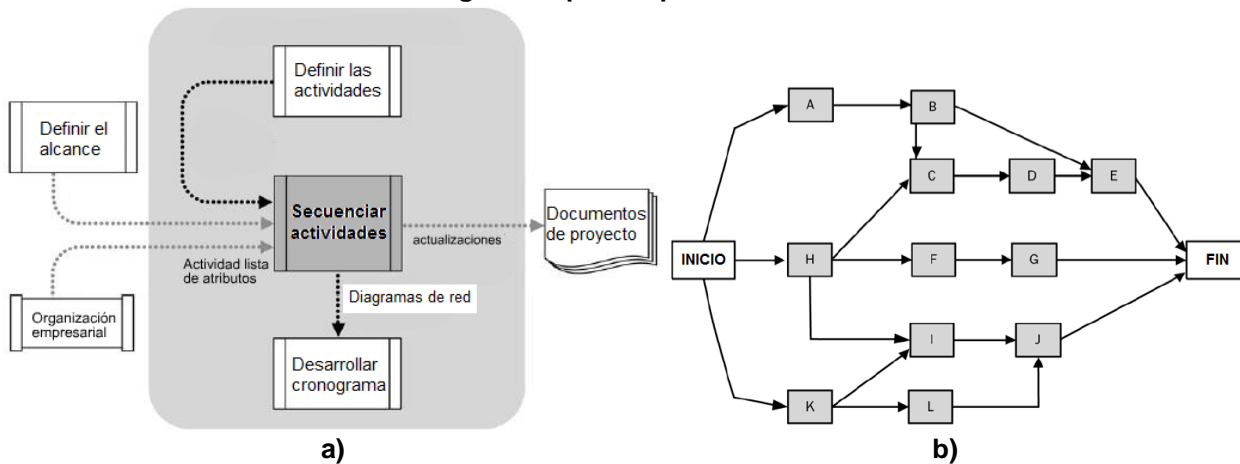 Definir las
actividades
Definir el
alcance
Secuenciar
actividades
actualizaciones
Documentos
de proyecto
Actividad lista
de atributos
Organización
empresarial
Diagramas de red
Desarrollar
cronograma
a)
A
B
C
D
E
INICIO
H
F
G
FIN
I
J
K
L
b)